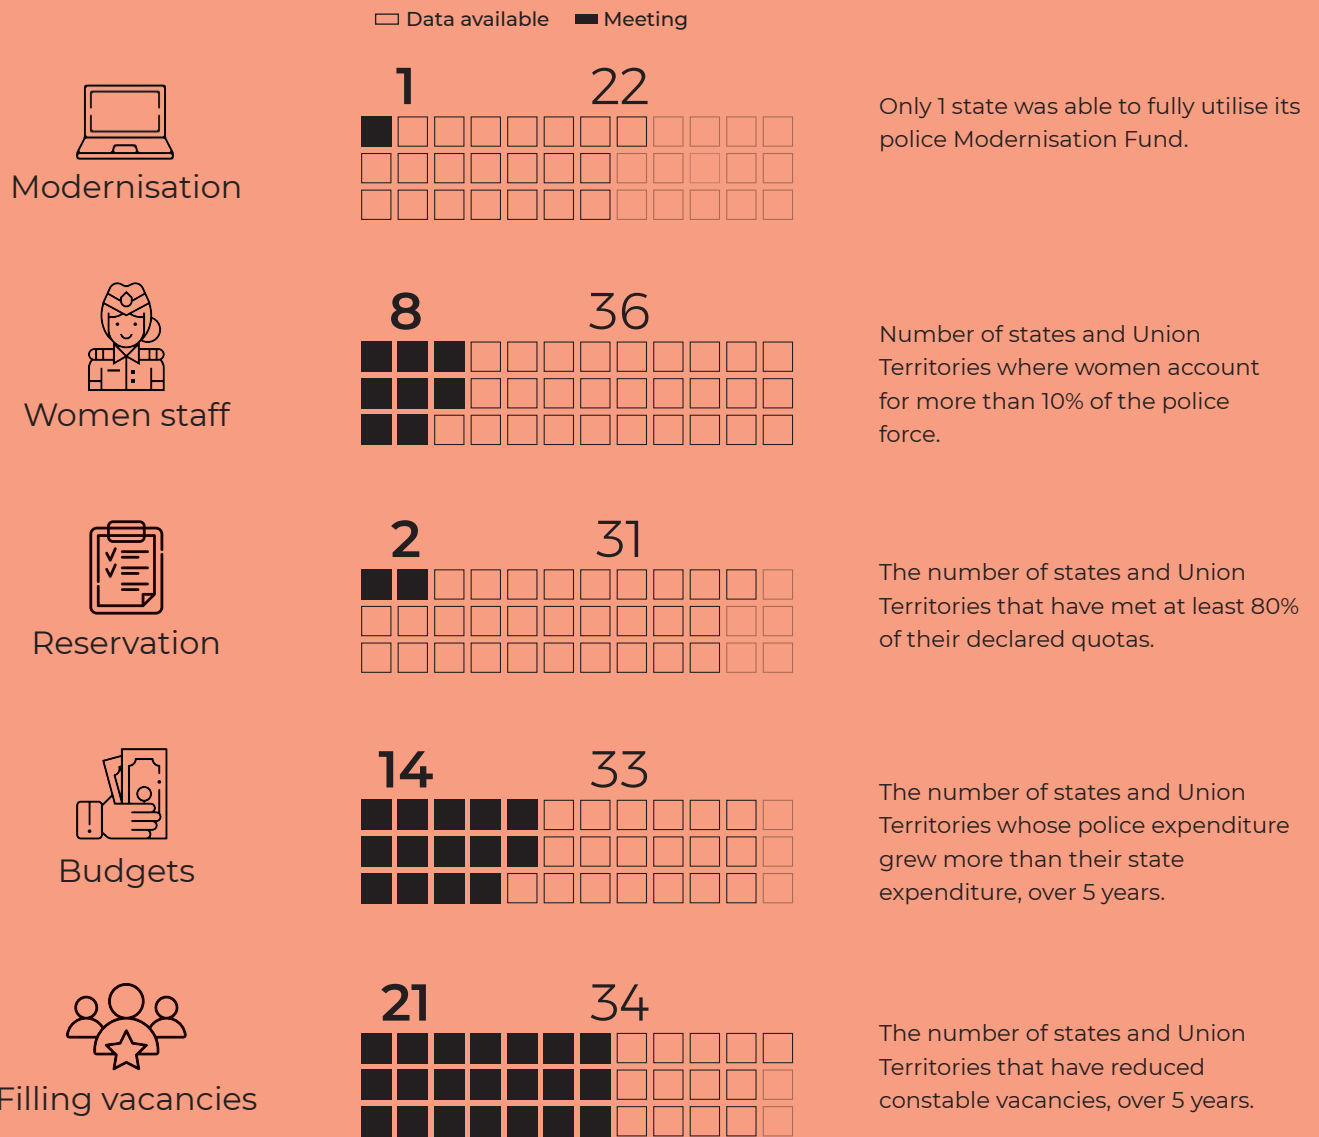 Data available Meeting
1 22
Only 1 state was able to fully utilise its
police Modernisation Fund.
Modernisation
8 36
Number of states and Union
Territories where women account
for more than 10% of the police
force.
Women staff
2 31
The number of states and Union
Territories that have met at least 80%
of their declared quotas.
Reservation
14 33
The number of states and Union
Territories whose police expenditure
grew more than their state
expenditure, over 5 years.
Budgets
21 34
The number of states and Union
Territories that have reduced
constable vacancies, over 5 years.
Filling vacancies